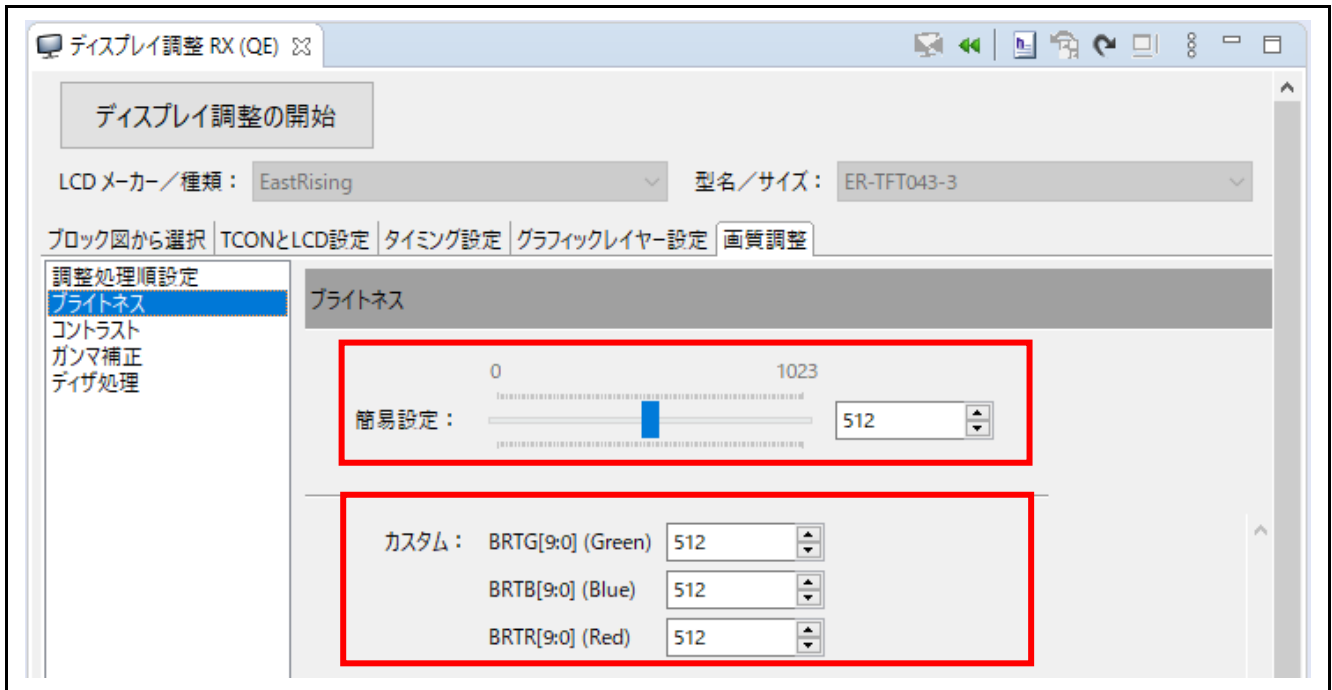 ディスプレイ調整 RX (QE)
ディスプレイ調整の開始
LCD メーカー／種類： EastRising 型名／サイズ： ER-TFT043-3
ブロック図から選択 TCONとLCD設定 タイミング設定 グラフィックレイヤー設定 画質調整
調整処理順設定
ブライトネス
コントラスト
ガンマ補正
ディザ処理
ブライトネス
0 1023
簡易設定： 512
カスタム： BRTG[9:0] (Green) 512
BRTB[9:0] (Blue) 512
BRTR[9:0] (Red) 512